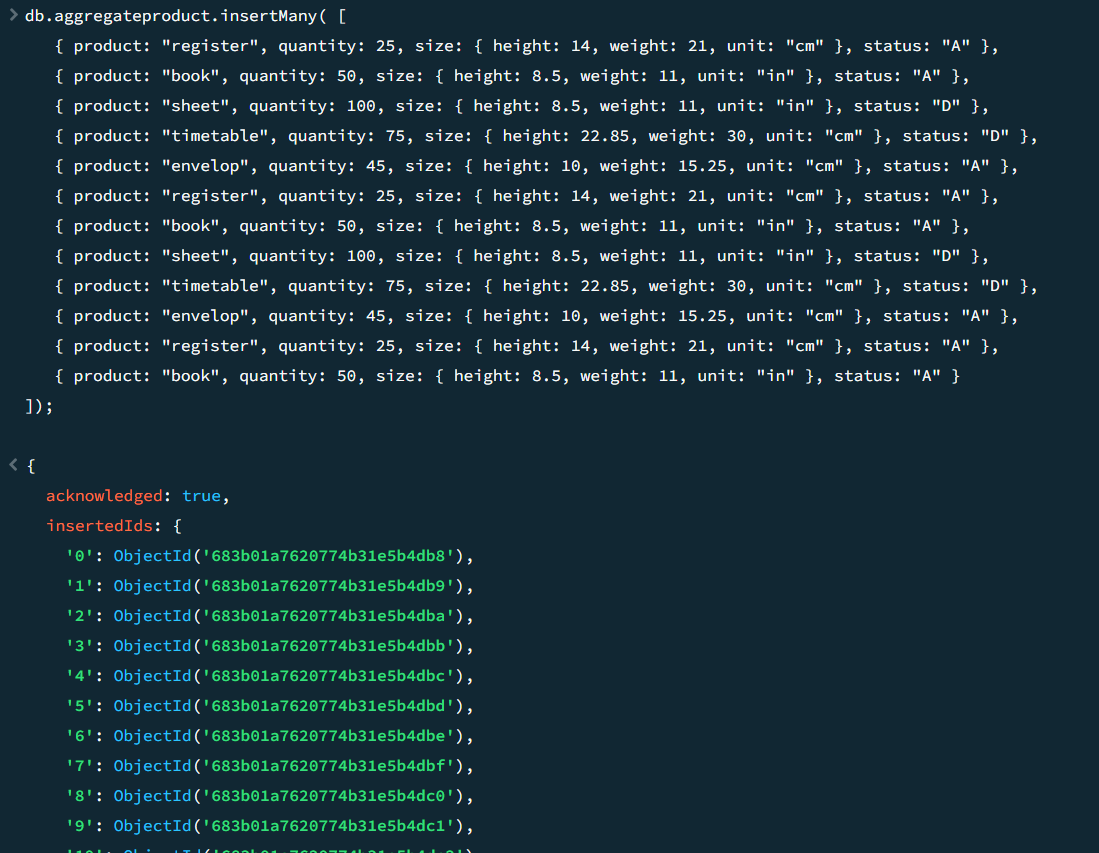 db.aggregateproduct.insertMany( [
{ product: "register", quantity: 25, size: { height: 14, weight: 21, unit: "cm" }, status: "A" },
{ product: "book", quantity: 50, size: { height: 8.5, weight: 11, unit: "in" }, status: "A" },
{ product: "sheet", quantity: 100, size: { height: 8.5, weight: 11, unit: "in" }, status: "D" },
{ product: "timetable", quantity: 75, size: { height: 22.85, weight: 30, unit: "cm" }, status: "D" },
{ product: "envelop", quantity: 45, size: { height: 10, weight: 15.25, unit: "cm" }, status: "A" },
{ product: "register", quantity: 25, size: { height: 14, weight: 21, unit: "cm" }, status: "A" },
{ product: "book", quantity: 50, size: { height: 8.5, weight: 11, unit: "in" }, status: "A" },
{ product: "sheet", quantity: 100, size: { height: 8.5, weight: 11, unit: "in" }, status: "D" },
{ product: "timetable", quantity: 75, size: { height: 22.85, weight: 30, unit: "cm" }, status: "D" },
{ product: "envelop", quantity: 45, size: { height: 10, weight: 15.25, unit: "cm" }, status: "A" },
{ product: "register", quantity: 25, size: { height: 14, weight: 21, unit: "cm" }, status: "A" },
{ product: "book", quantity: 50, size: { height: 8.5, weight: 11, unit: "in" }, status: "A" }
]);
{
acknowledged: true,
insertedIds: {
'0': ObjectId('683b01a7620774b31e5b4db8'),
'1': ObjectId('683b01a7620774b31e5b4db9'),
'2': ObjectId('683b01a7620774b31e5b4dba'),
'3': ObjectId('683b01a7620774b31e5b4dbb'),
'4': ObjectId('683b01a7620774b31e5b4dbc'),
'5': ObjectId('683b01a7620774b31e5b4dbd'),
'6': ObjectId('683b01a7620774b31e5b4dbe'),
'7': ObjectId('683b01a7620774b31e5b4dbf'),
'8': ObjectId('683b01a7620774b31e5b4dc0'),
'9': ObjectId('683b01a7620774b31e5b4dc1'),